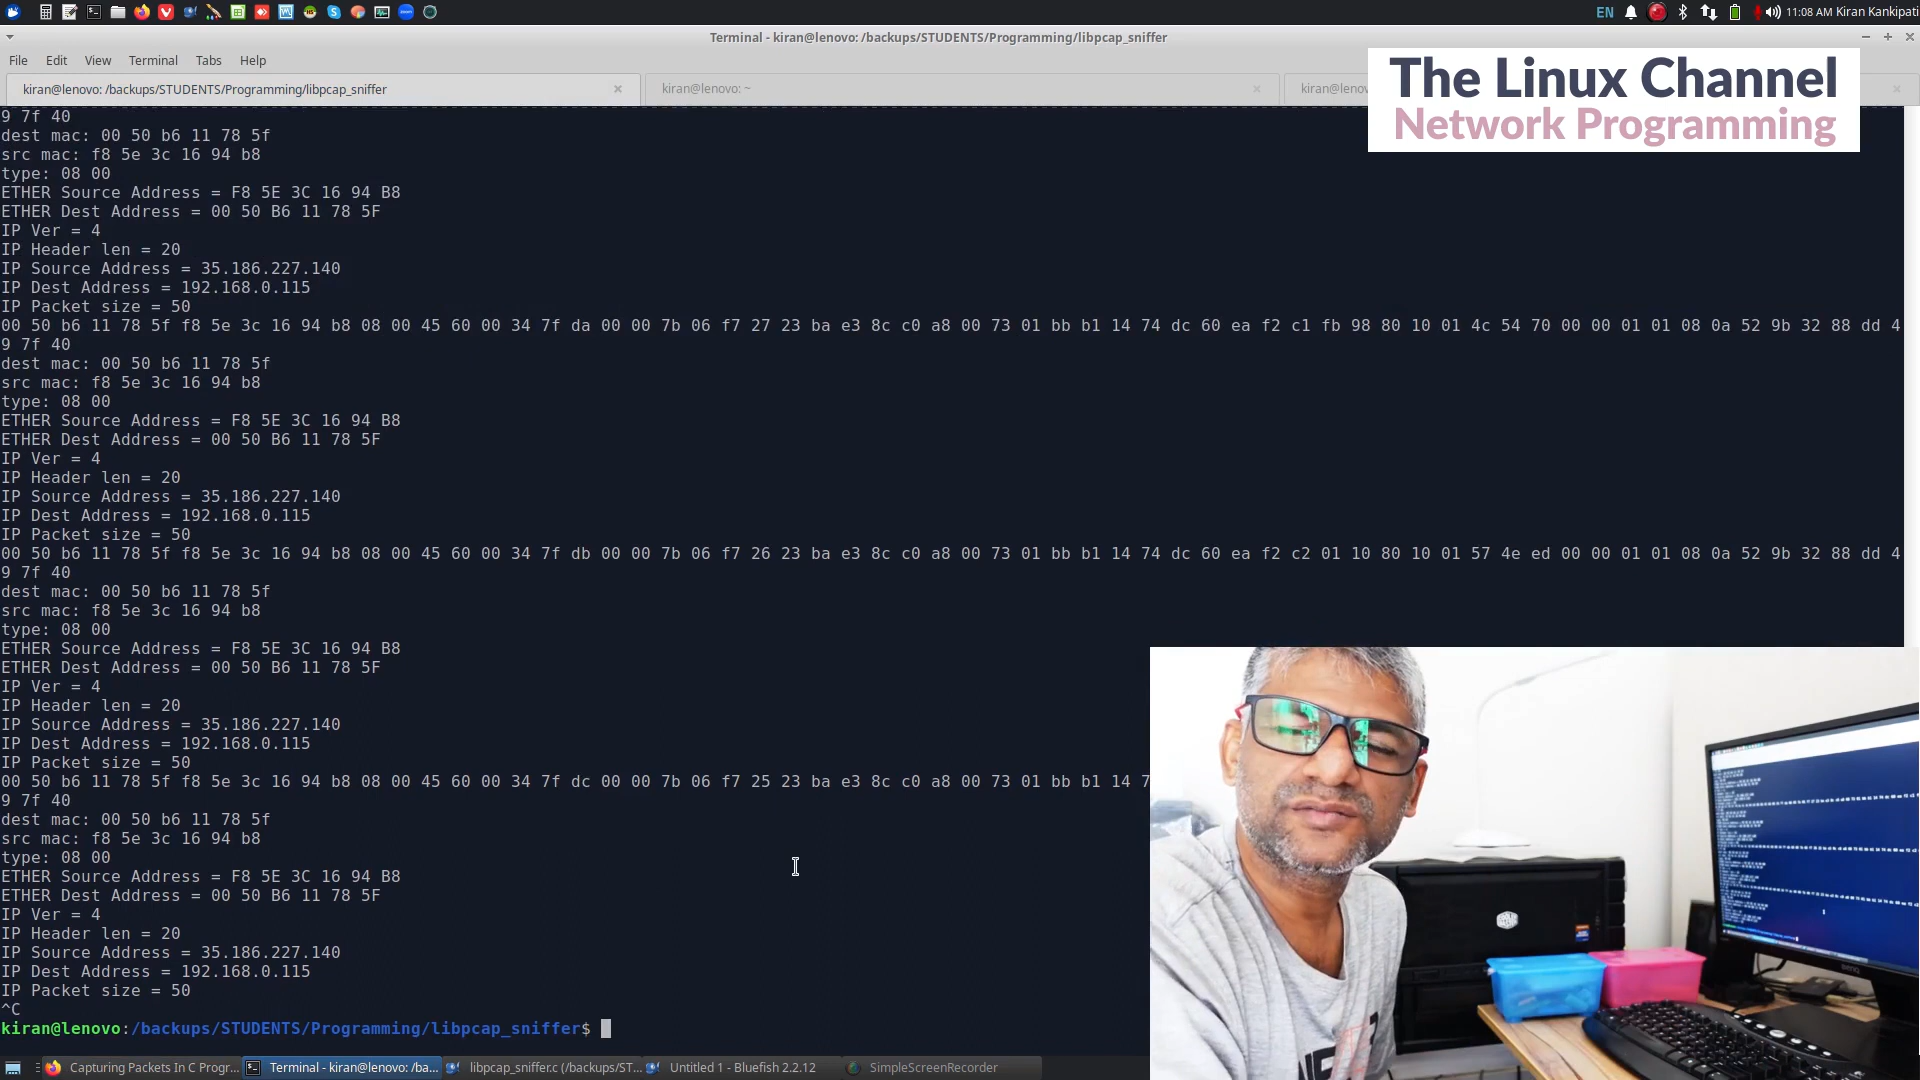 EN 11:08 AM Kiran Kankipati
Terminal - kiran@lenovo: /backups/STUDENTS/Programming/libpcap_sniffer
File Edit View Terminal Tabs Help
kiran@lenovo: /backups/STUDENTS/Programming/libpcap_sniffer
kiran@lenovo: ~
kiran@lenov
The Linux Channel
Network Programming
9 7f 40
dest mac: 00 50 b6 11 78 5f
src mac: f8 5e 3c 16 94 b8
type: 08 00
ETHER Source Address = F8 5E 3C 16 94 B8
ETHER Dest Address = 00 50 B6 11 78 5F
IP Ver = 4
IP Header len = 20
IP Source Address = 35.186.227.140
IP Dest Address = 192.168.0.115
IP Packet size = 50
00 50 b6 11 78 5f f8 5e 3c 16 94 b8 08 00 45 60 00 34 7f da 00 00 7b 06 f7 27 23 ba e3 8c c0 a8 00 73 01 bb b1 14 74 dc 60 ea f2 c1 fb 98 80 10 01 4c 54 70 00 00 01 01 08 0a 52 9b 32 88 dd 4
9 7f 40
dest mac: 00 50 b6 11 78 5f
src mac: f8 5e 3c 16 94 b8
type: 08 00
ETHER Source Address = F8 5E 3C 16 94 B8
ETHER Dest Address = 00 50 B6 11 78 5F
IP Ver = 4
IP Header len = 20
IP Source Address = 35.186.227.140
IP Dest Address = 192.168.0.115
IP Packet size = 50
00 50 b6 11 78 5f f8 5e 3c 16 94 b8 08 00 45 60 00 34 7f db 00 00 7b 06 f7 26 23 ba e3 8c c0 a8 00 73 01 bb b1 14 74 dc 60 ea f2 c2 01 10 80 10 01 57 4e ed 00 00 01 01 08 0a 52 9b 32 88 dd 4
9 7f 40
dest mac: 00 50 b6 11 78 5f
src mac: f8 5e 3c 16 94 b8
type: 08 00
ETHER Source Address = F8 5E 3C 16 94 B8
ETHER Dest Address = 00 50 B6 11 78 5F
IP Ver = 4
IP Header len = 20
IP Source Address = 35.186.227.140
IP Dest Address = 192.168.0.115
IP Packet size = 50
00 50 b6 11 78 5f f8 5e 3c 16 94 b8 08 00 45 60 00 34 7f dc 00 00 7b 06 f7 25 23 ba e3 8c c0 a8 00 73 01 bb b1 14 7
9 7f 40
dest mac: 00 50 b6 11 78 5f
src mac: f8 5e 3c 16 94 b8
type: 08 00
ETHER Source Address = F8 5E 3C 16 94 B8
ETHER Dest Address = 00 50 B6 11 78 5F
IP Ver = 4
IP Header len = 20
IP Source Address = 35.186.227.140
IP Dest Address = 192.168.0.115
IP Packet size = 50
^C
kiran@lenovo:/backups/STUDENTS/Programming/libpcap_sniffer$
Capturing Packets In C Progr... Terminal - kiran@lenovo: /ba... libpcap_sniffer.c (/backups/ST... Untitled 1 - Bluefish 2.2.12 SimpleScreenRecorder